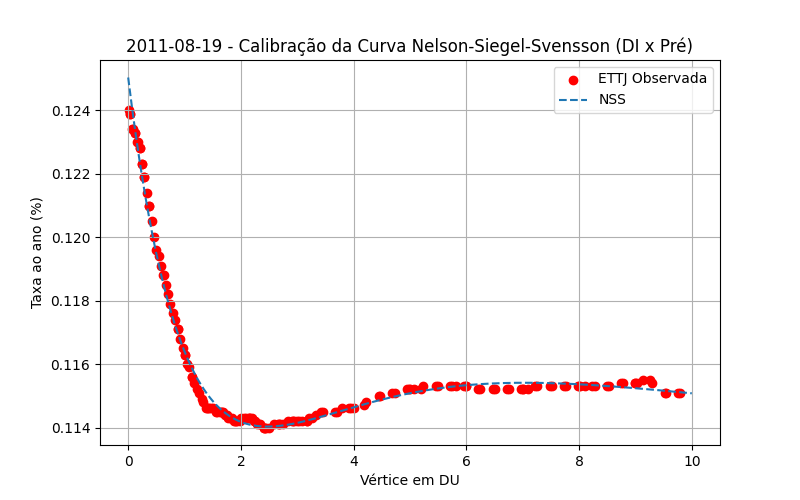 2011-08-19 - Calibração da Curva Nelson-Siegel-Svensson (DI x Pré)
ETTJ Observada
NSS
Taxa ao ano (%)
0.124
0.122
0.120
0.118
0.116
0.114
0 2 4 6 8 10
Vértice em DU